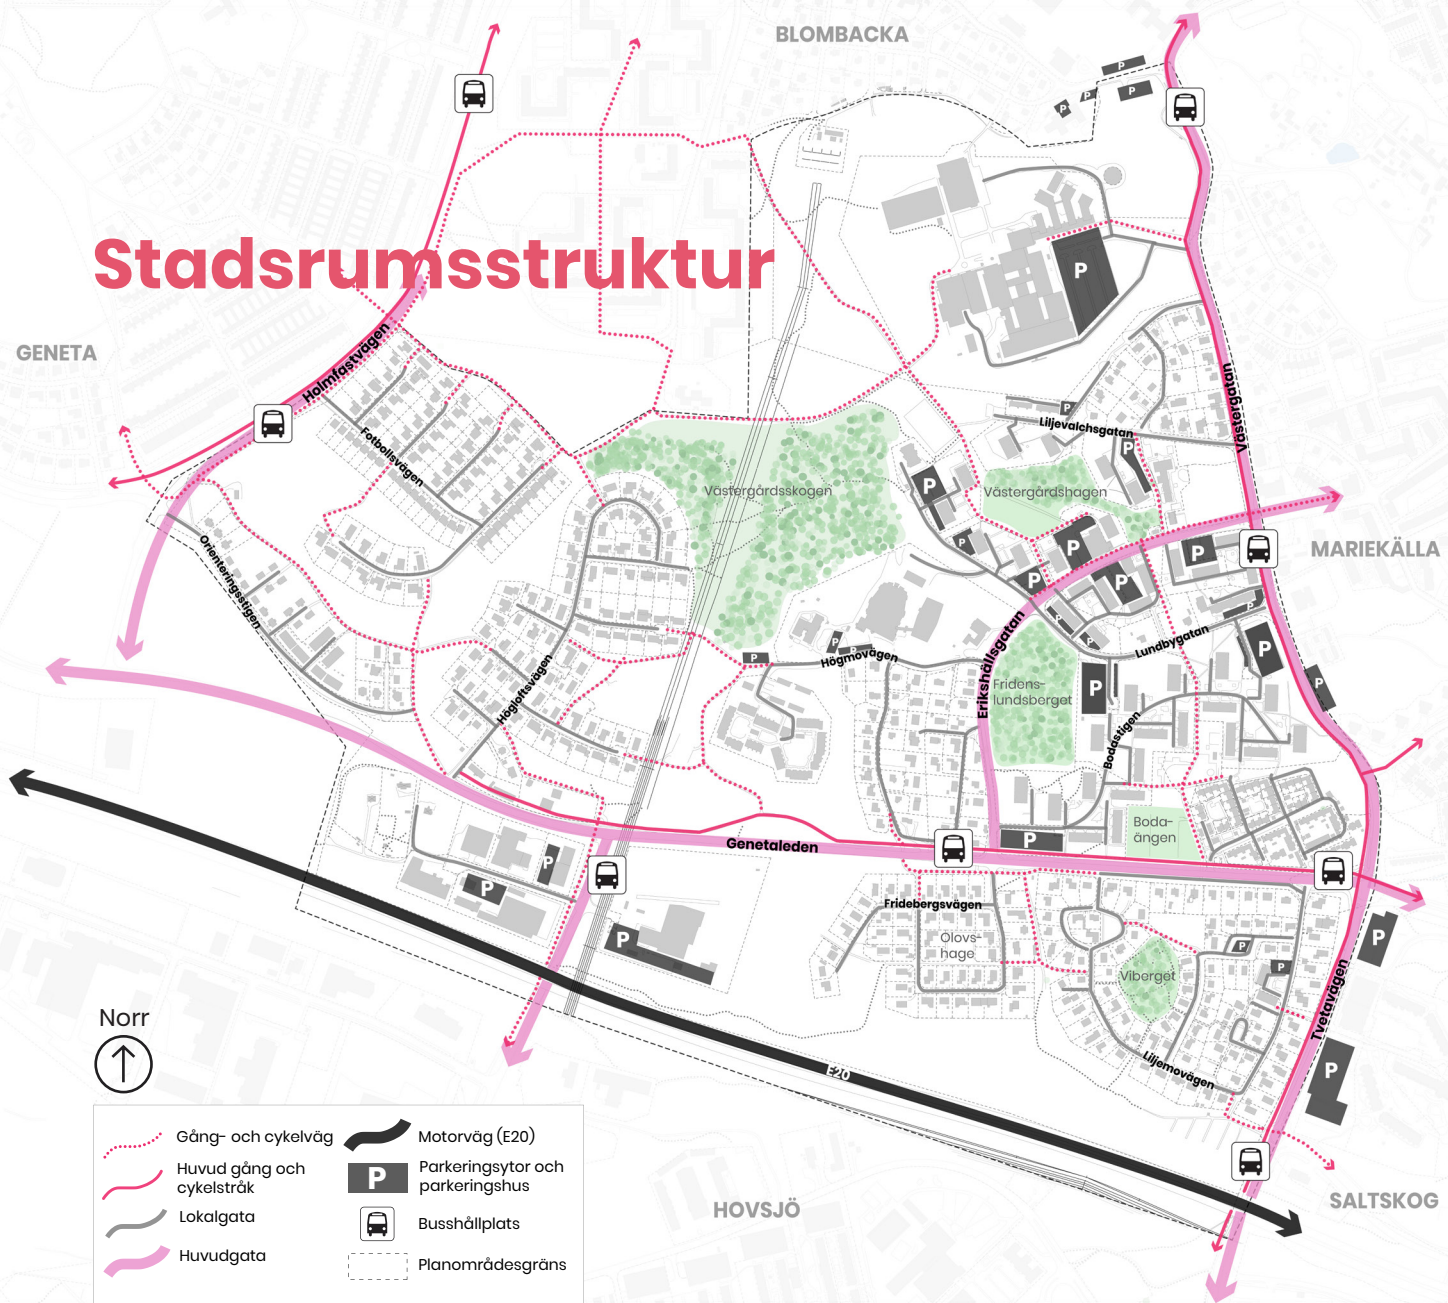 BLOMBACKA
P
P
P
P
Stadsrumsstruktur
P
GENETA
Holmfastvägen
Västergatan
P
Liljevalchsgatan
Fotbollsvägen
P
Västergårdsskogen
P
Västergårdshagen
MARIEKÄLLA
P
P
P
P
P
Orienteringsstigen
P
P
P
Erikshällsgatan
Lundbygatan
P
P
Högmovägen
P
P
Högloftsvägen
Fridens-
lundsberget
P
P
Bodastigen
Boda-
ängen
P
Genetaleden
P
P
Fridebergsvägen
Olovs-
hage
P
P
P
Viberget
P
Tvetavägen
Norr
E20
Liljemovägen
P
Gång- och cykelväg
Huvud gång och
cykelstråk
Lokalgata
Huvudgata
Motorväg (E20)
P
Parkeringsytor och
parkeringshus
Busshållplats
Planområdesgräns
HOVSJÖ
SALTSKOG